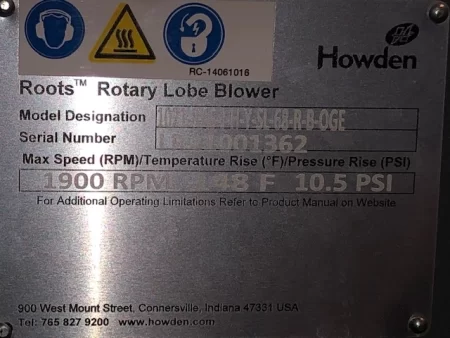 RC-14061016
Howden
Roots™ Rotary Lobe Blower
Model Designation
Serial Number
Max Speed (RPM)/Temperature Rise (°F)/Pressure Rise (PSI)
1900 RPM F 10.5 PSI
For Additional Operating Limitations Refer to Product Manual on Website
900 West Mount Street, Connersville, Indiana 47331 USA
Tel: 765 827 9200 www.howden.com